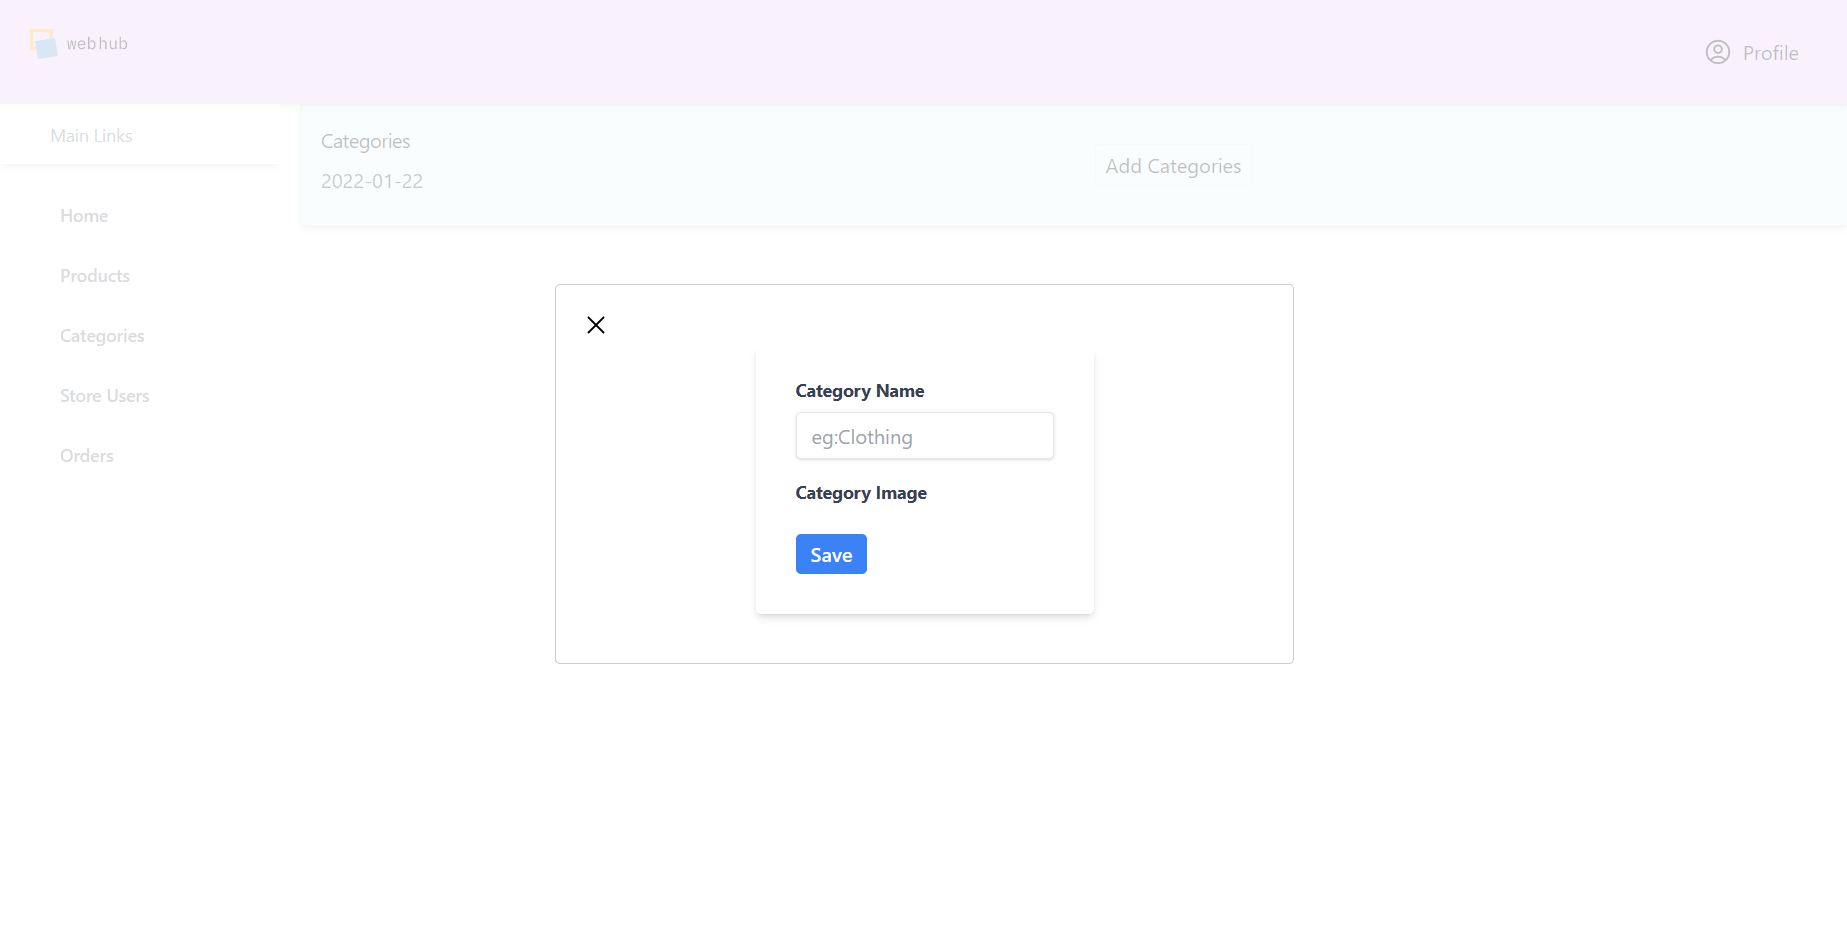 webhub
Profile
Main Links
Categories
2022-01-22
Add Categories
Home
Products
Categories
Store Users
Orders
Category Name
eg:Clothing
Category Image
Save